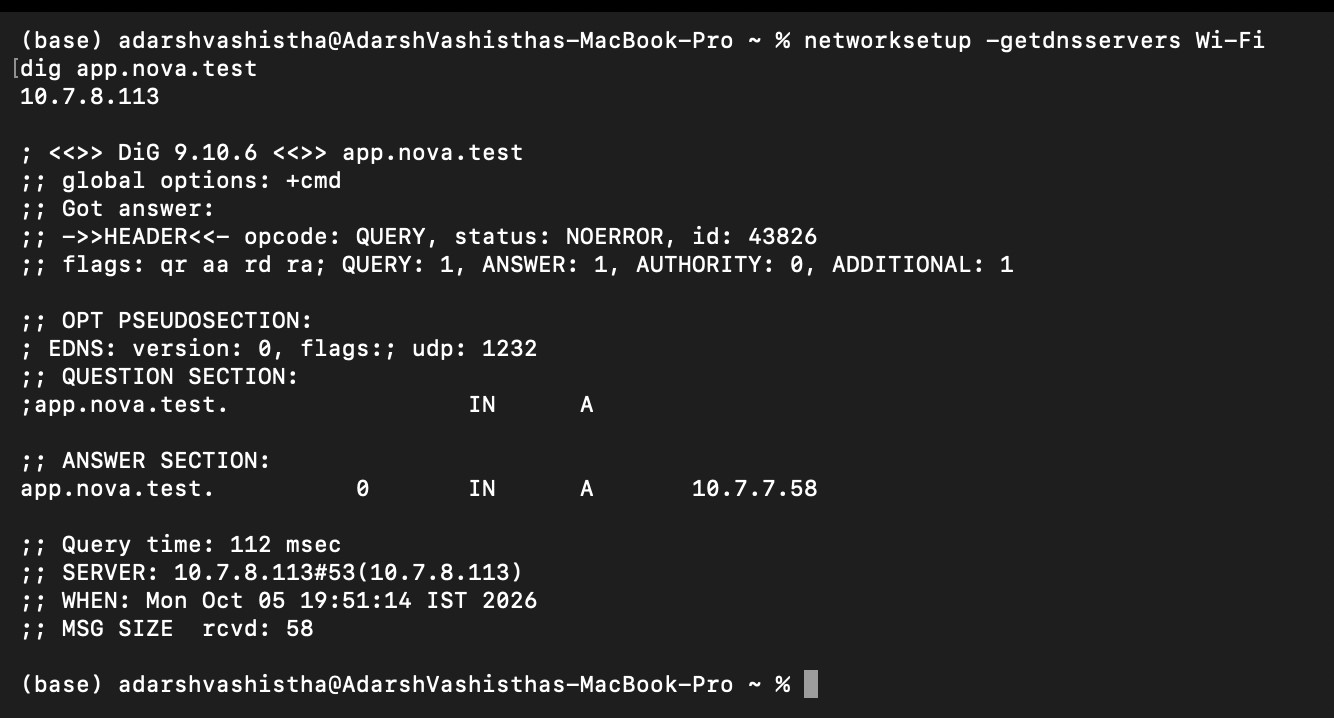 (base) adarshvashistha@AdarshVashisthas-MacBook-Pro ~ % networksetup -getdnsservers Wi-Fi
[dig app.nova.test
10.7.8.113
; <<>> DiG 9.10.6 <<>> app.nova.test
;; global options: +cmd
;; Got answer:
;; ->>HEADER<<- opcode: QUERY, status: NOERROR, id: 43826
;; flags: qr aa rd ra; QUERY: 1, ANSWER: 1, AUTHORITY: 0, ADDITIONAL: 1
;; OPT PSEUDOSECTION:
; EDNS: version: 0, flags:; udp: 1232
;; QUESTION SECTION:
;app.nova.test. IN A
;; ANSWER SECTION:
app.nova.test. 0 IN A 10.7.7.58
;; Query time: 112 msec
;; SERVER: 10.7.8.113#53(10.7.8.113)
;; WHEN: Mon Oct 05 19:51:14 IST 2026
;; MSG SIZE  rcvd: 58
(base) adarshvashistha@AdarshVashisthas-MacBook-Pro ~ %